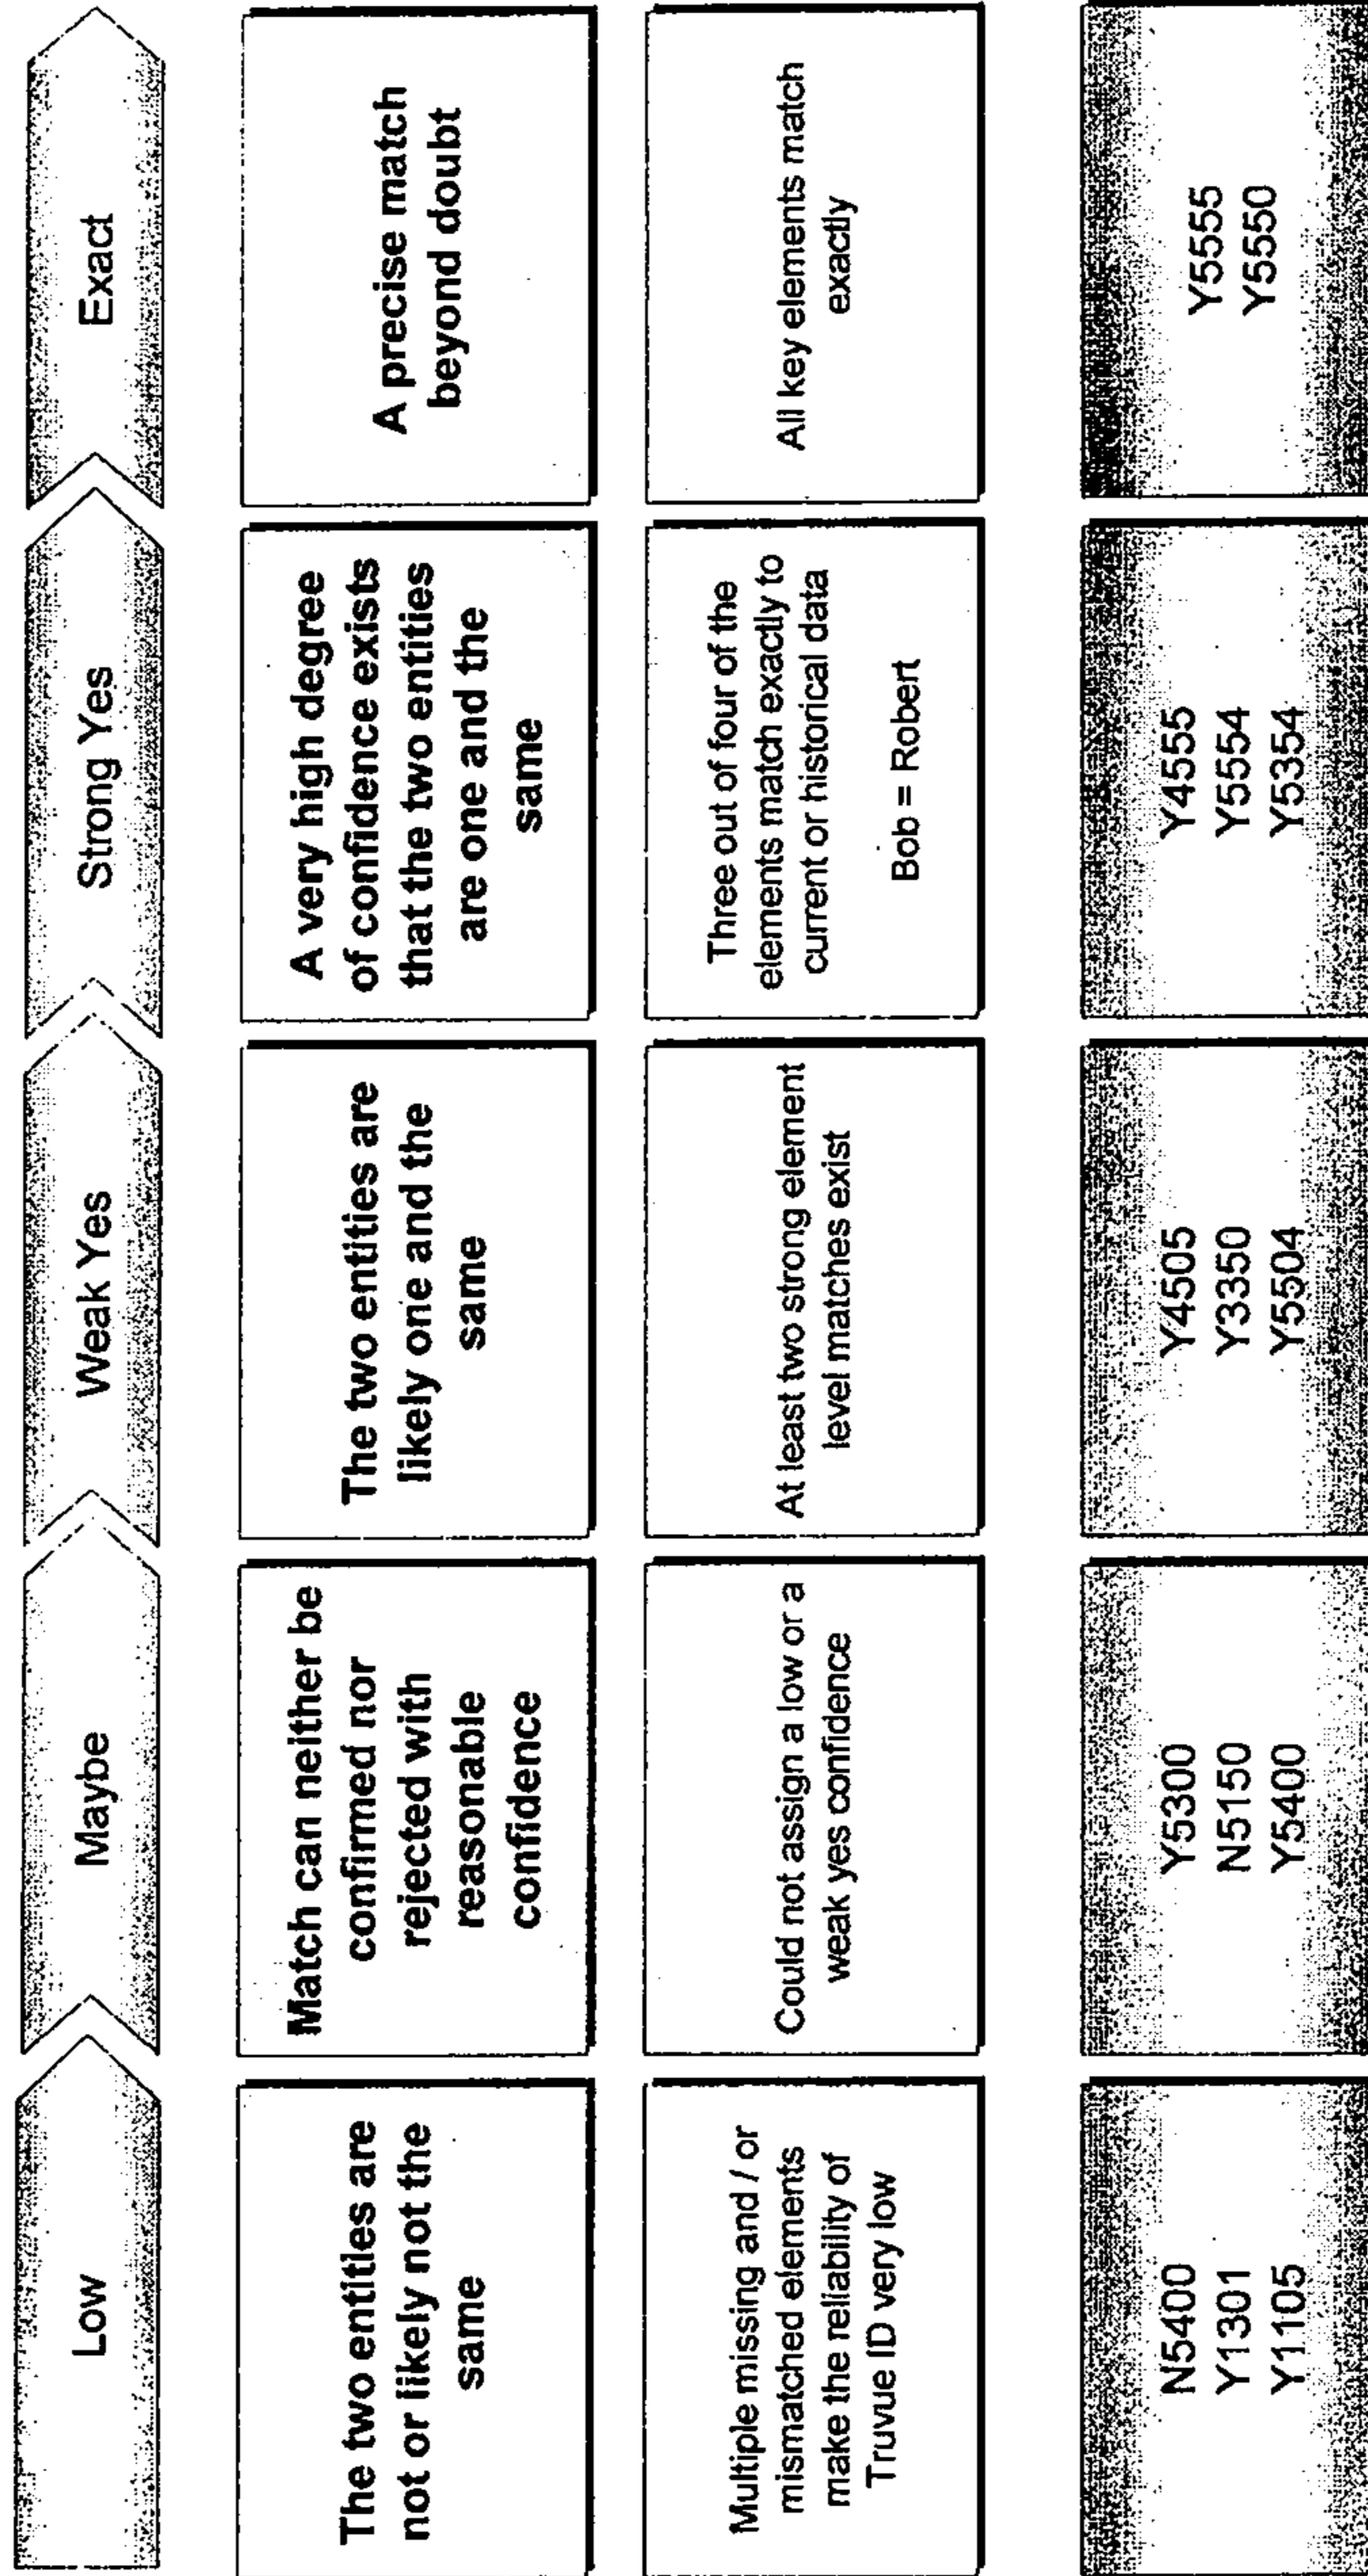 Low
Maybe
Weak Yes
Strong Yes
Exact
The two entities are
not or likely not the
same
Match can neither be
confirmed nor
rejected with
reasonable
confidence
The two entities are
likely one and the
same
A very high degree
of confidence exists
that the two entities
are one and the
same
A precise match
beyond doubt
Multiple missing and / or
mismatched elements
make the reliability of
Truvue ID very low
Could not assign a low or a
weak yes confidence
At least two strong element
level matches exist
Three out of four of the
elements match exactly to
current or historical data
Bob = Robert
All key elements match
exactly
N5400
Y1301
Y1105
Y5300
N5150
Y5400
Y4505
Y3350
Y5504
Y4555
Y5554
Y5354
Y5555
Y5550